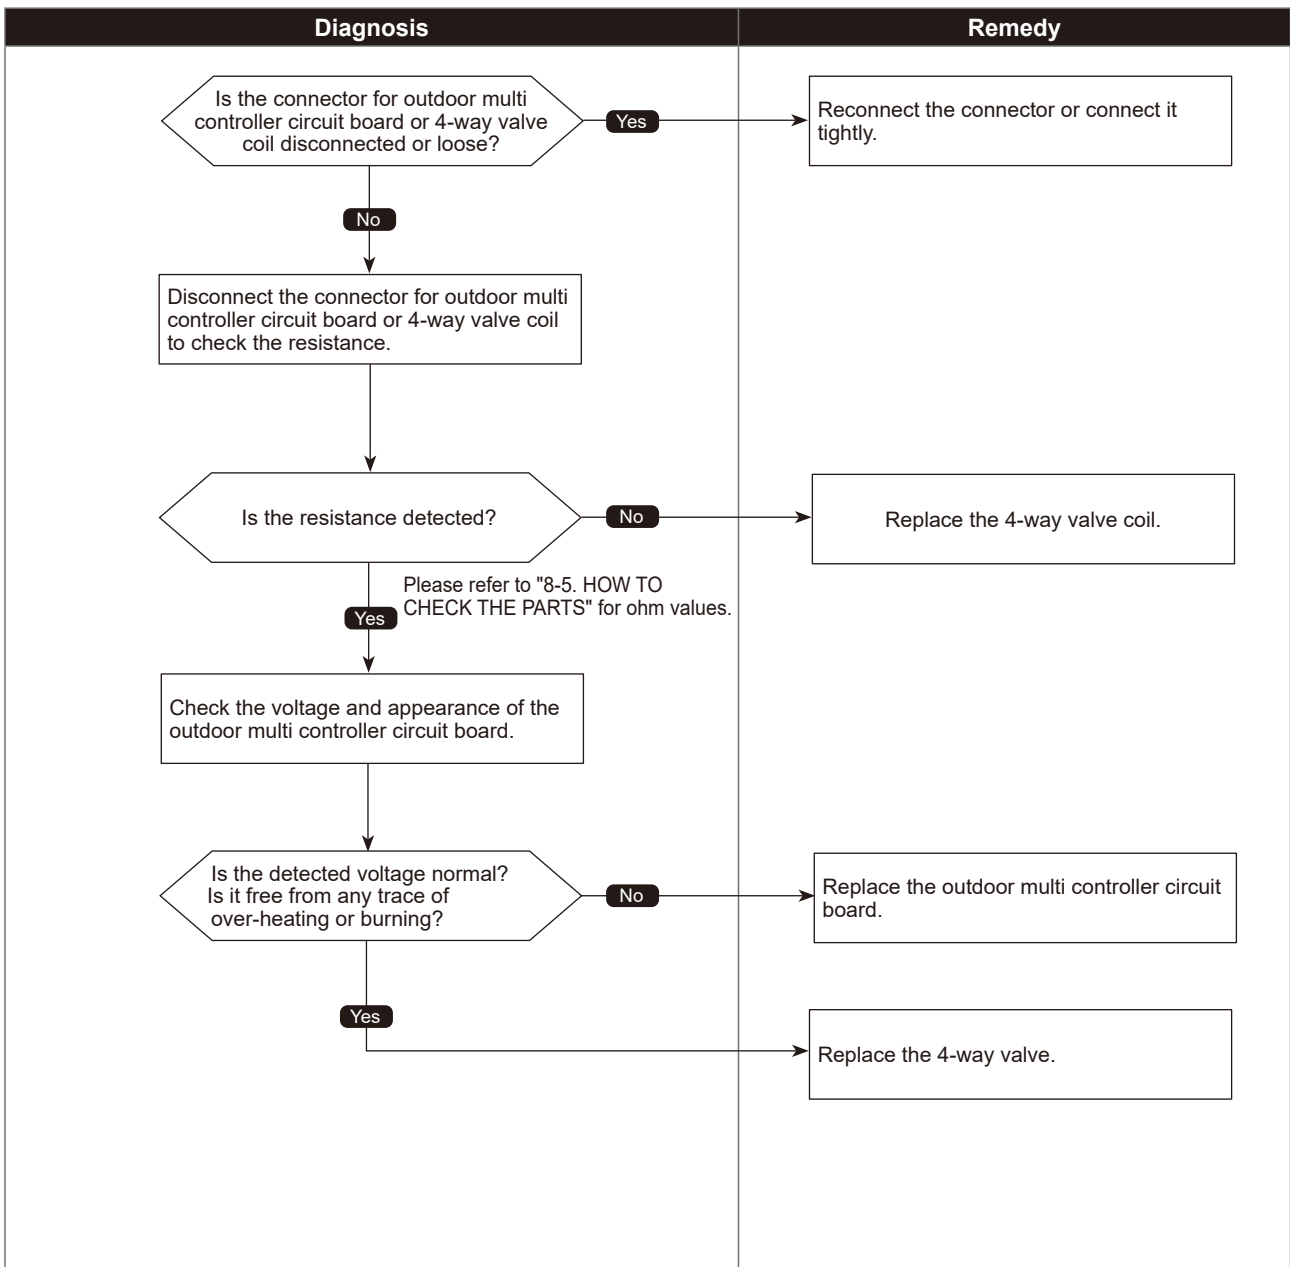 Diagnosis
Remedy
Is the connector for outdoor multi
controller circuit board or 4-way valve
coil disconnected or loose?
Yes
Reconnect the connector or connect it
tightly.
No
Disconnect the connector for outdoor multi
controller circuit board or 4-way valve coil
to check the resistance.
Is the resistance detected?
No
Replace the 4-way valve coil.
Please refer to "8-5. HOW TO
CHECK THE PARTS" for ohm values.
Yes
Check the voltage and appearance of the
outdoor multi controller circuit board.
Is the detected voltage normal?
Is it free from any trace of
over-heating or burning?
No
Replace the outdoor multi controller circuit
board.
Yes
Replace the 4-way valve.